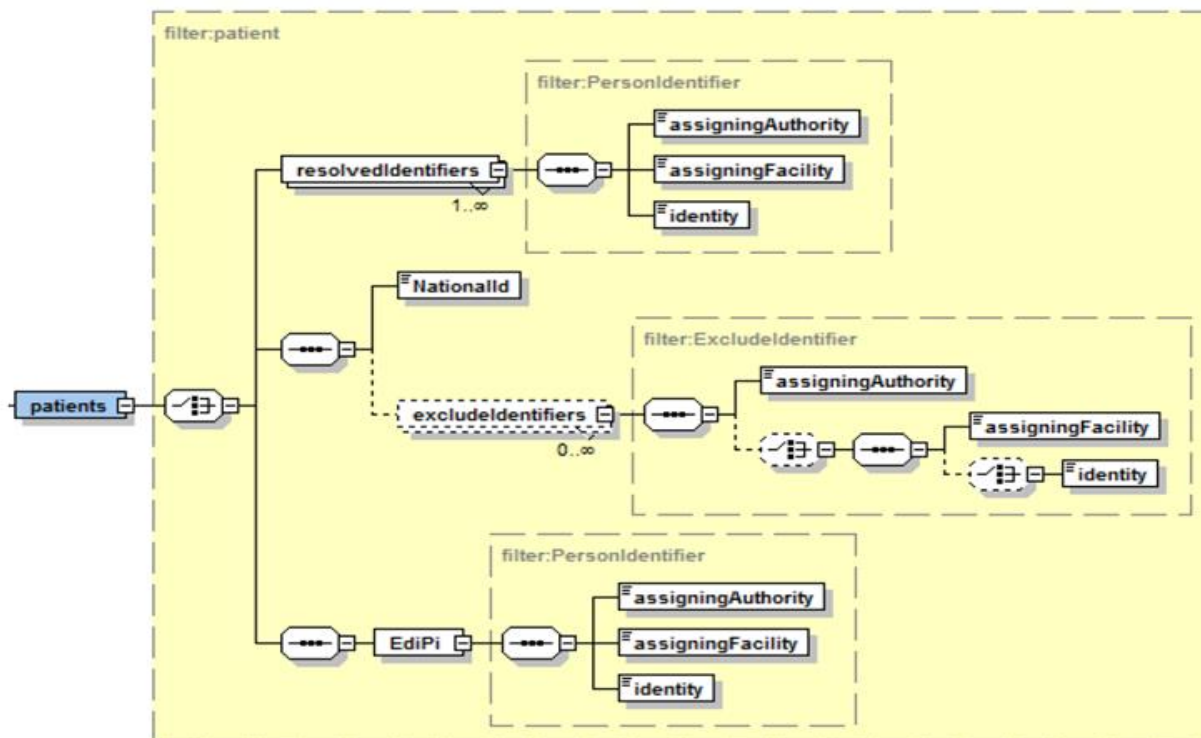 filter:patient
filter:PersonIdentifier
assigningAuthority
resolvedIdentifiers
assigningFacility
1..∞
identity
NationalId
filter:ExcludeIdentifier
assigningAuthority
patients
excludeIdentifiers
assigningFacility
0..∞
identity
filter:PersonIdentifier
assigningAuthority
EdiPi
assigningFacility
identity